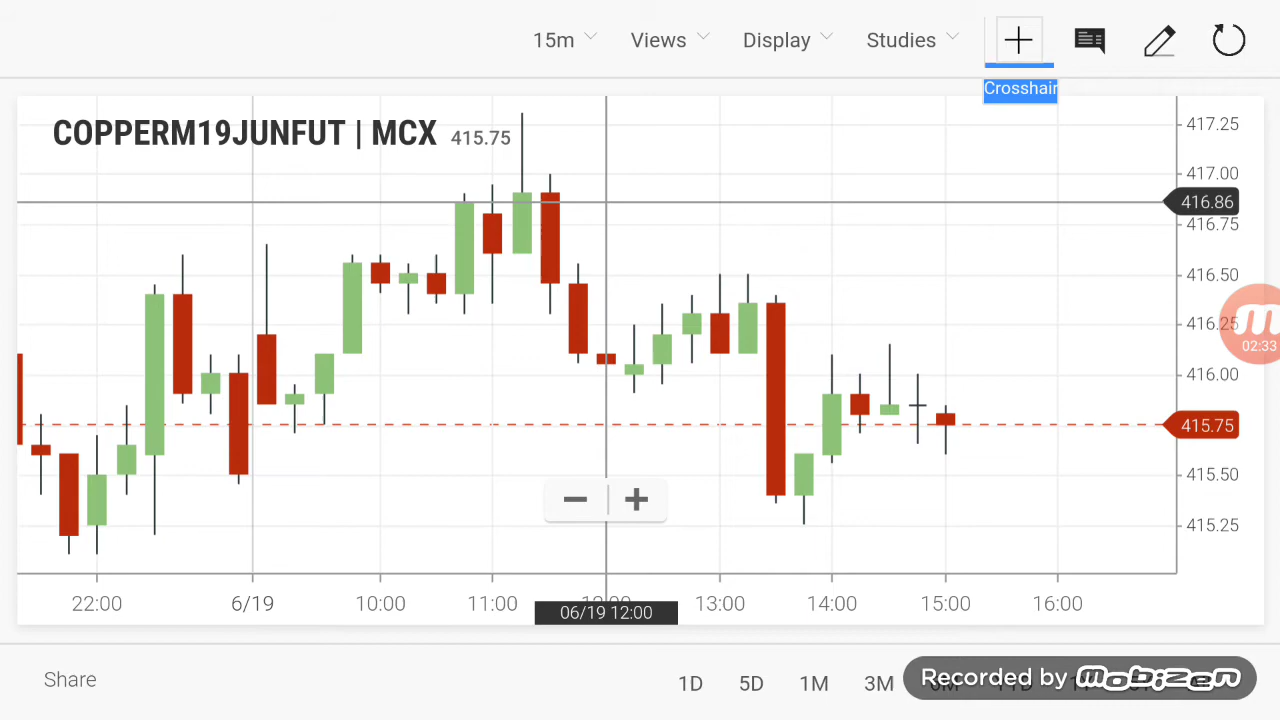 15m Views Display Studies
Crosshair
COPPERM19JUNFUT | MCX 415.75
417.25
417.00
416.86
416.75
416.50
416.25
02:33
416.00
415.75
415.50
415.25
22:00 6/19 10:00 11:00 13:00 14:00 15:00 16:00
06/19 12:00
Share 1D 5D 1M 3M
Recorded by mobizen